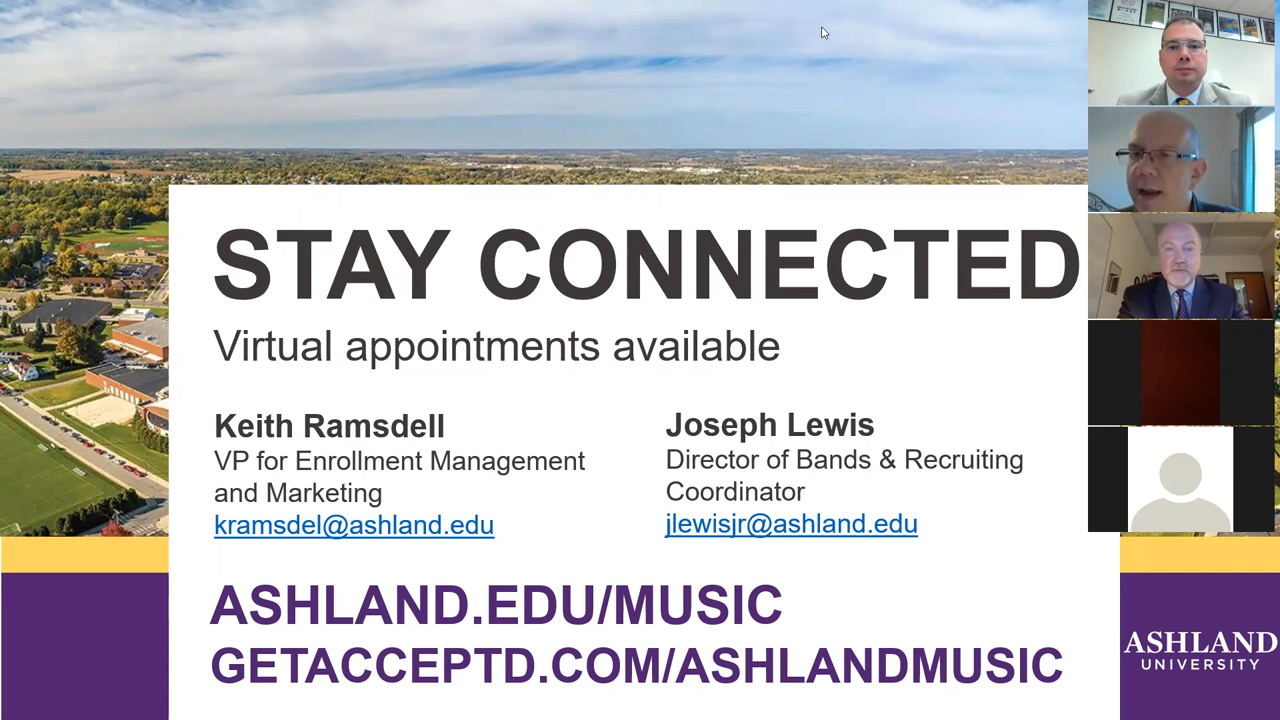 STAY CONNECTED
Virtual appointments available
Keith Ramsdell
VP for Enrollment Management
and Marketing
kramsdel@ashland.edu
Joseph Lewis
Director of Bands & Recruiting
Coordinator
jlewisjr@ashland.edu
ASHLAND.EDU/MUSIC
GETACCEPTD.COM/ASHLANDMUSIC
ASHLAND
UNIVERSITY